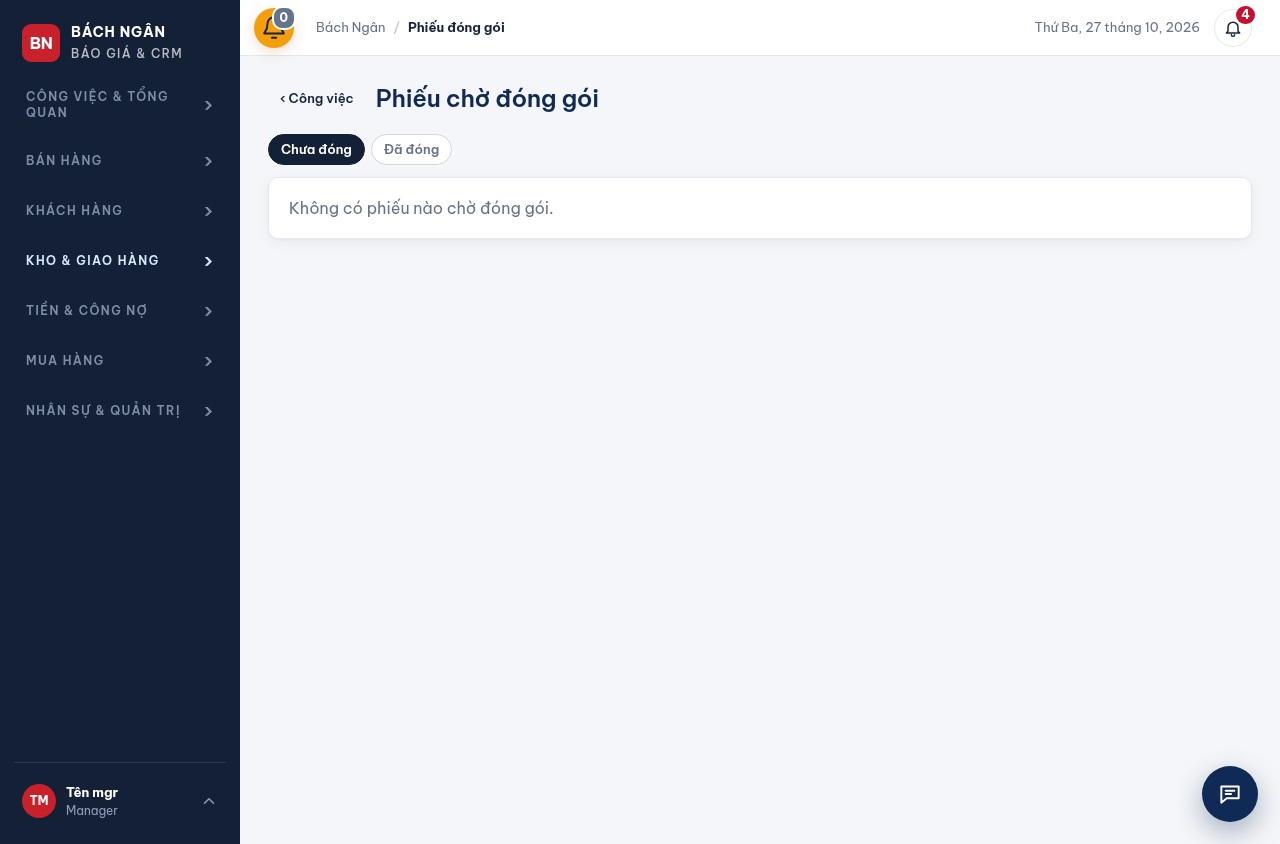 BN
BÁCH NGÂN
BÁO GIÁ & CRM
CÔNG VIỆC & TỔNG QUAN
BÁN HÀNG
KHÁCH HÀNG
KHO & GIAO HÀNG
TIỀN & CÔNG NỢ
MUA HÀNG
NHÂN SỰ & QUẢN TRỊ
TM
Tên mgr
Manager
0
Bách Ngân / Phiếu đóng gói
Thứ Ba, 27 tháng 10, 2026
4
‹ Công việc
Phiếu chờ đóng gói
Chưa đóng
Đã đóng
Không có phiếu nào chờ đóng gói.